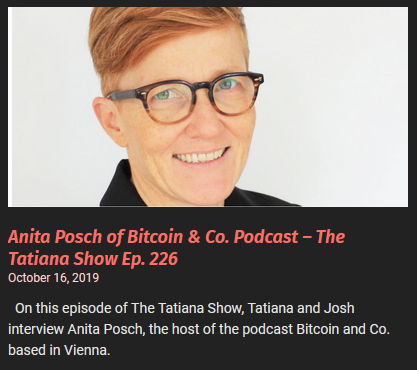 Anita Posch of Bitcoin & Co. Podcast – The
Tatiana Show Ep. 226
October 16, 2019
On this episode of The Tatiana Show, Tatiana and Josh
interview Anita Posch, the host of the podcast Bitcoin and Co.
based in Vienna.